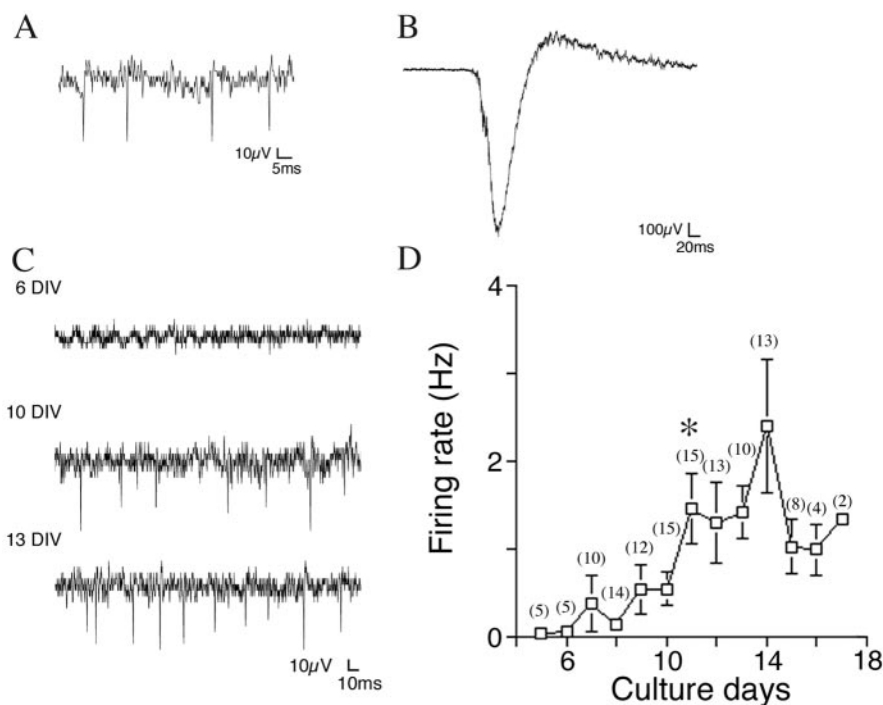 A
10µV
5ms
B
100µV
20ms
C
6 DIV
10 DIV
13 DIV
10µV
10ms
D
Firing rate (Hz)
4
2
0
(5)
(5)
(10)
(14)
(12)
(15)
*
(15)
(13)
(10)
(13)
(8)
(4)
(2)
6
10
14
18
Culture days